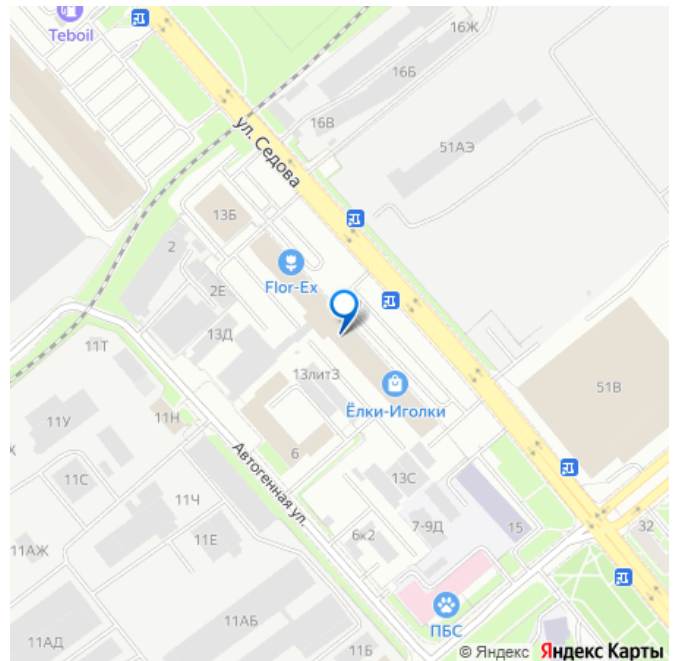 Teboil
16Ж
16Б
16В
51АЭ
ул. Седова
13Б
2
Flor-Ex
2Е
13Д
11Т
13литЗ
Ёлки-Иголки
51В
11У
11Н
6
Автогенная ул.
11С
13С
11Ч
7-9Д
15
32
6к2
11Е
11АЖ
ПБС
11АБ
11АД
11Б
© Яндекс Яндекс Карты